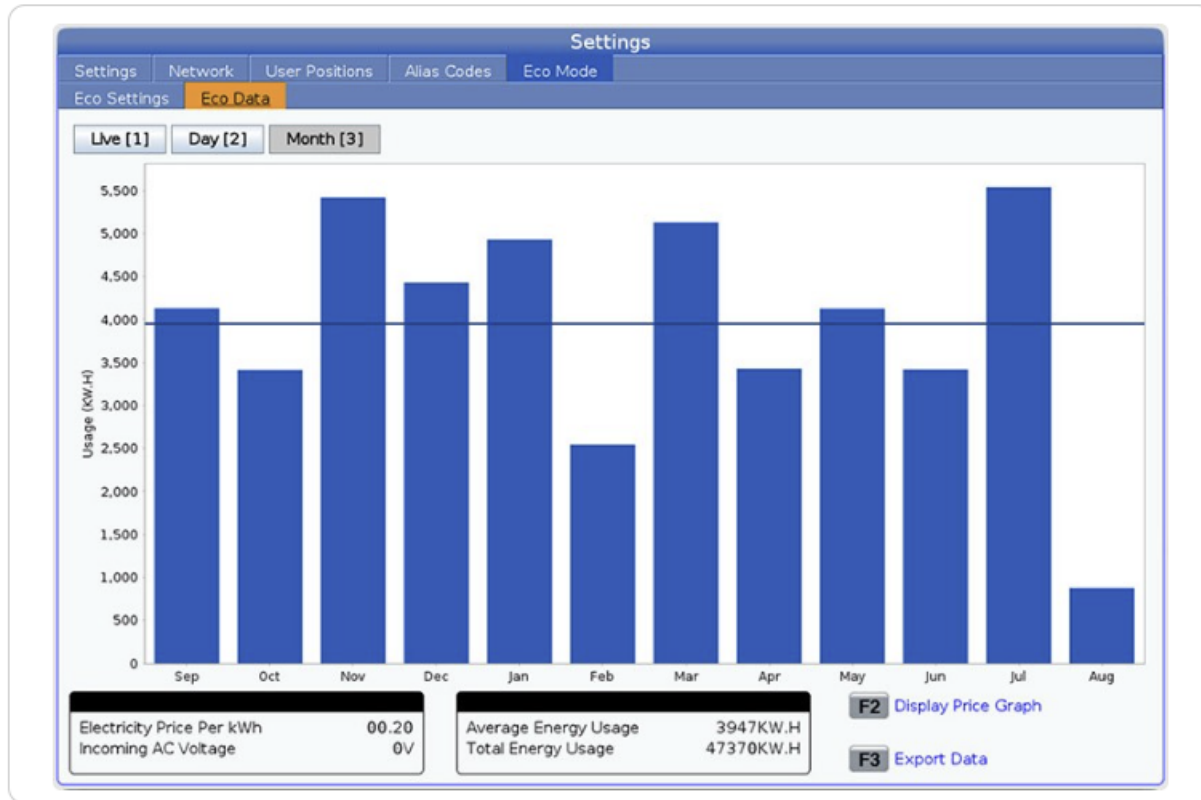 Settings
Settings Network User Positions Alias Codes Eco Mode
Eco Settings Eco Data
Live [1] Day [2] Month [3]
5,500
5,000
4,500
4,000
3,500
3,000
2,500
2,000
1,500
1,000
500
0
Usage (KW.H)
Sep Oct Nov Dec Jan Feb Mar Apr May Jun Jul Aug
Electricity Price Per kWh 00.20
Incoming AC Voltage 0V
Average Energy Usage 3947KW.H
Total Energy Usage 47370KW.H
F2 Display Price Graph
F3 Export Data